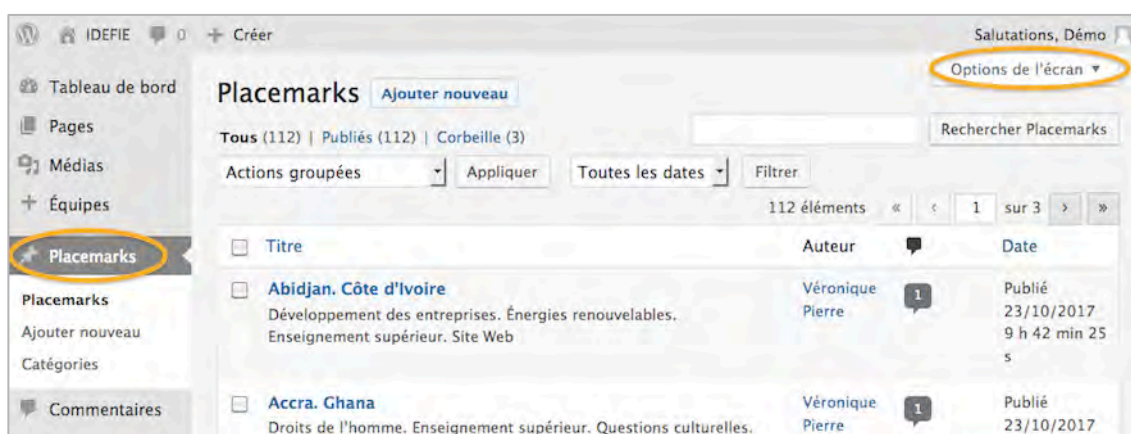 IDEFIE 0 + Créer Salutations, Démo
Options de l'écran ▼
Tableau de bord
Pages
Médias
Équipes
Placemarks
Placemarks
Ajouter nouveau
Catégories
Commentaires
Placemarks Ajouter nouveau
Tous (112) | Publiés (112) | Corbeille (3)
Rechercher Placemarks
Actions groupées Appliquer Toutes les dates Filtrer
112 éléments « ‹ 1 sur 3 › »
Titre Auteur Date
Abidjan. Côte d'Ivoire
Développement des entreprises. Énergies renouvelables.
Enseignement supérieur. Site Web
Véronique
Pierre
1
Publié
23/10/2017
9 h 42 min 25
s
Accra. Ghana
Droits de l'homme. Enseignement supérieur. Questions culturelles.
Véronique
Pierre
1
Publié
23/10/2017